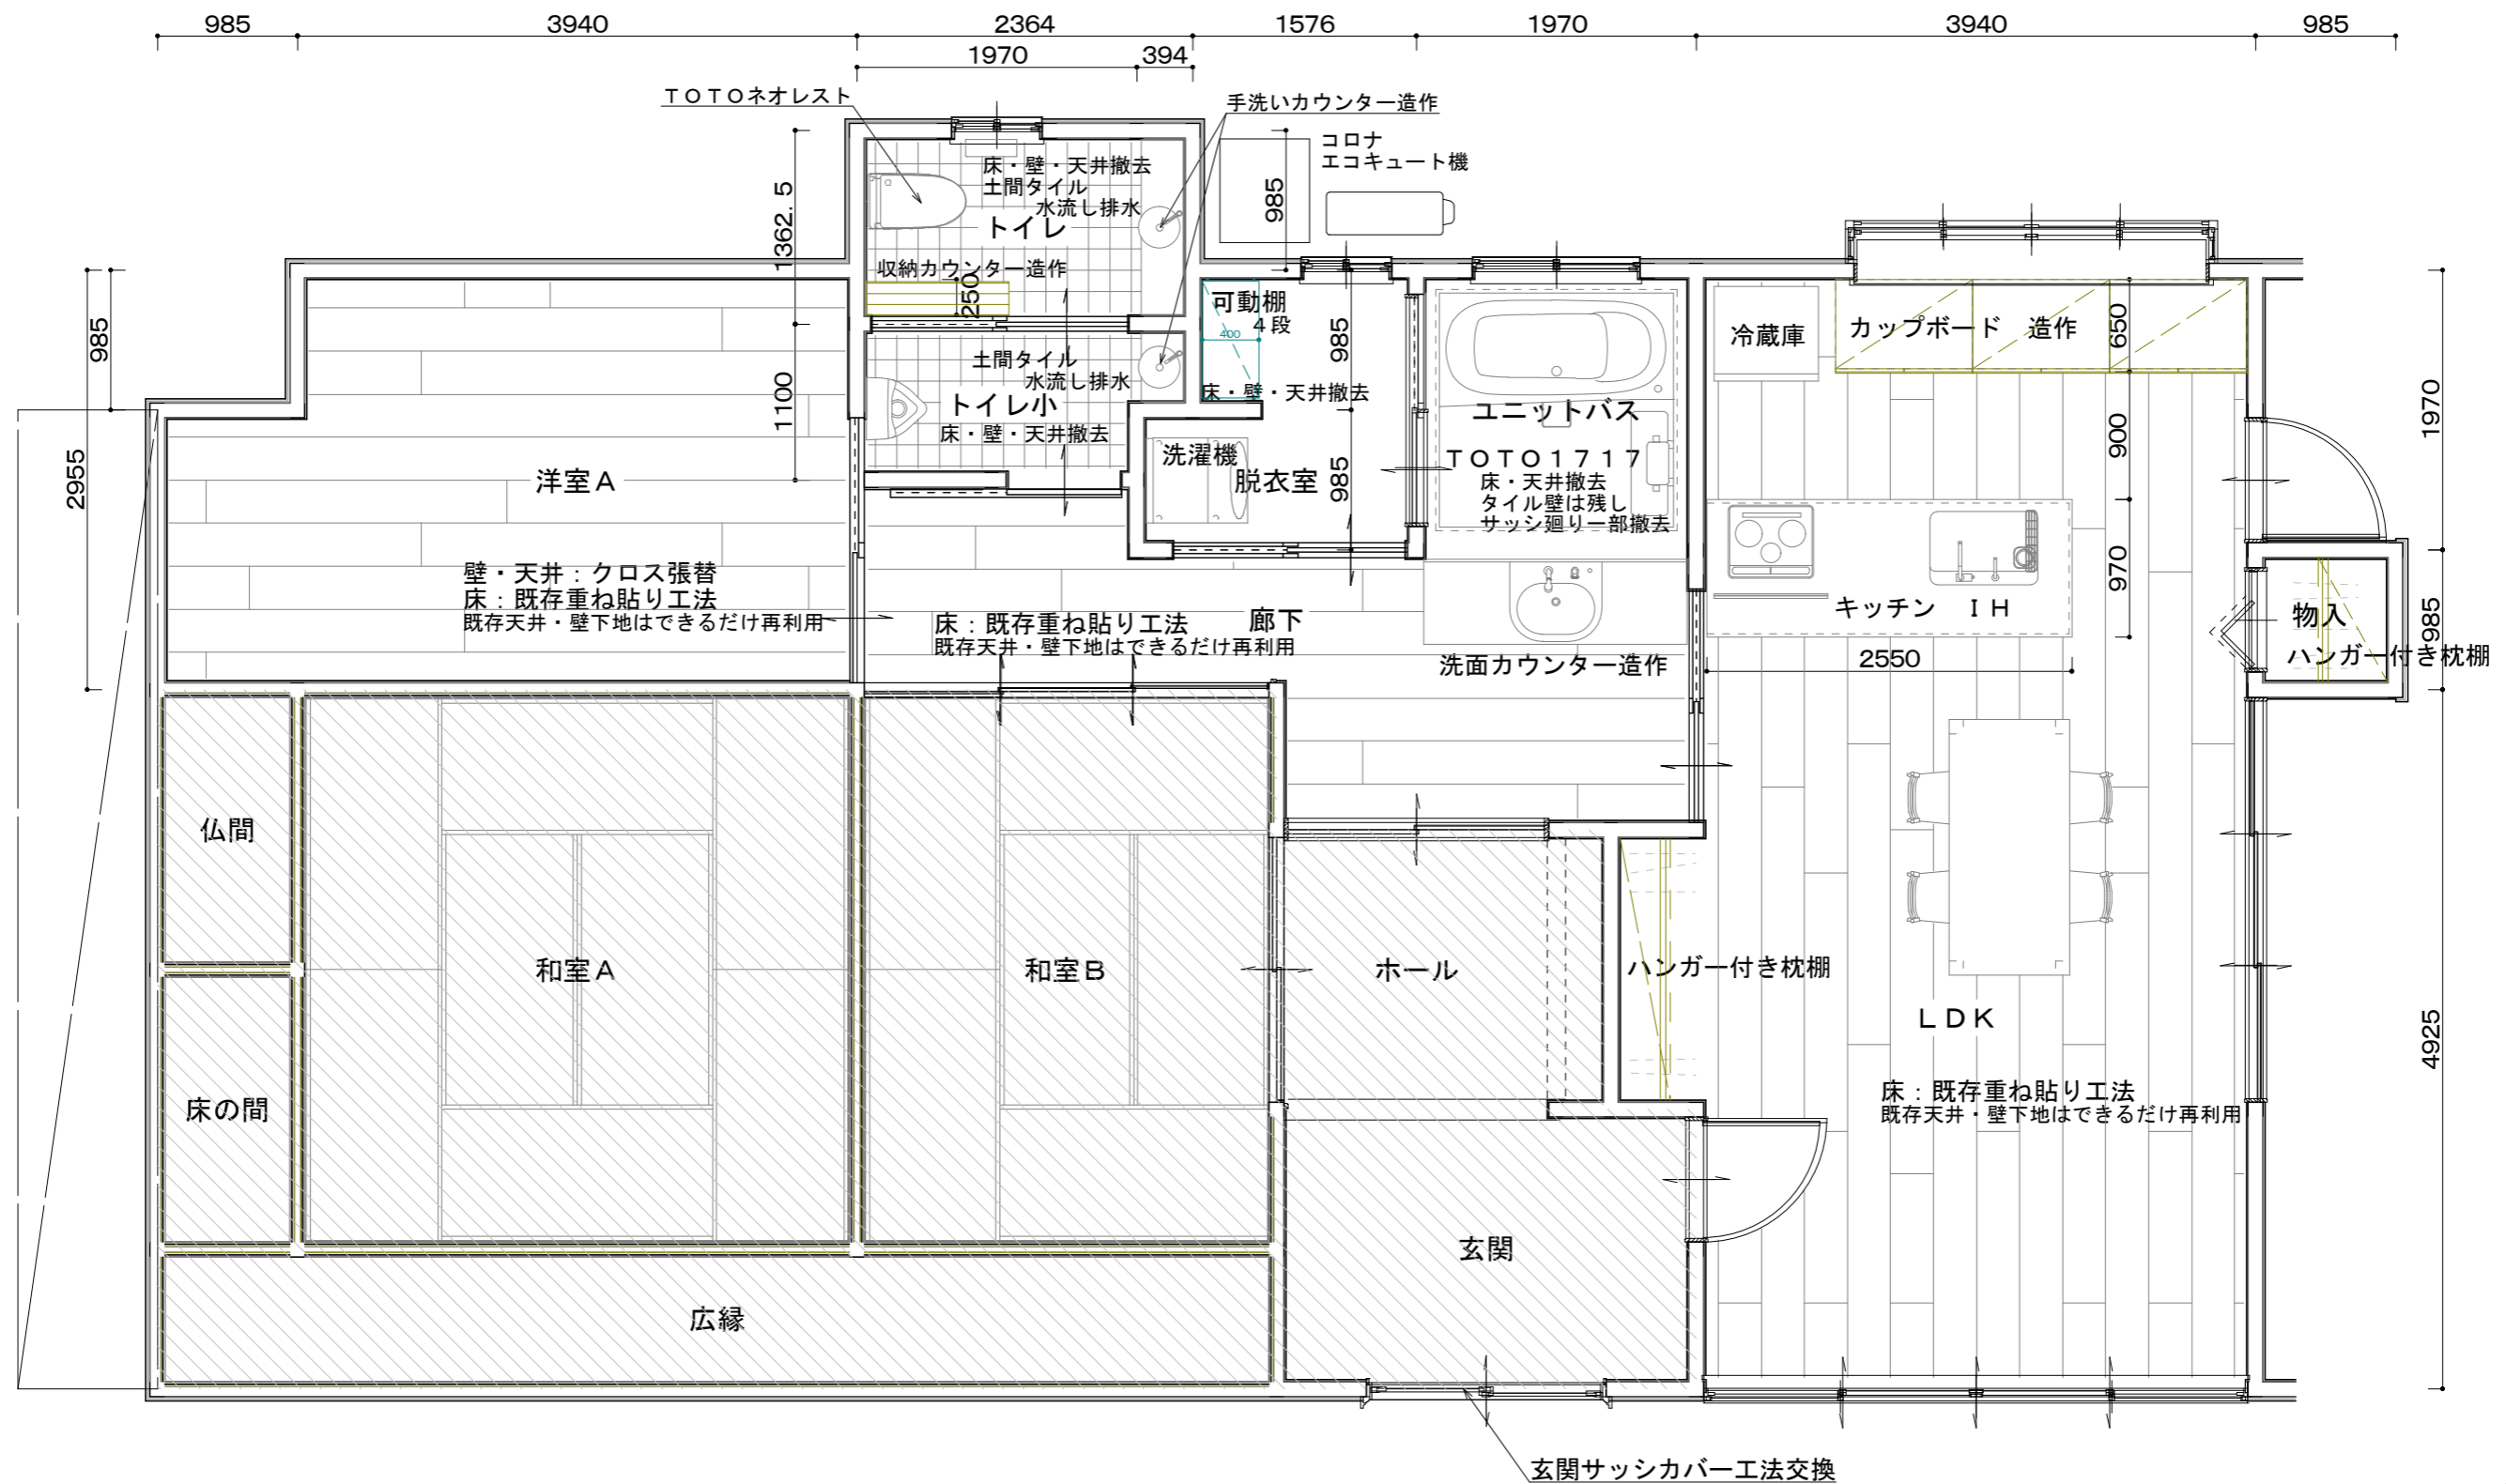 985
3940
2364
1576
1970
3940
985
1970
394
ＴＯＴＯネオレスト
手洗いカウンター造作
コロナ
エコキュート機
床・壁・天井撤去
土間タイル
水流し排水
トイレ
1362.5
985
収納カウンター造作
250
可動棚
４段
400
985
床・壁・天井撤去
冷蔵庫
カップボード　造作
650
985
2955
1100
土間タイル
水流し排水
トイレ小
床・壁・天井撤去
洗濯機
脱衣室
985
ユニットバス
ＴＯＴＯ１７１７
床・天井撤去
タイル壁は残し
サッシ廻り一部撤去
900
1970
洋室Ａ
壁・天井：クロス張替
床：既存重ね貼り工法
既存天井・壁下地はできるだけ再利用
床：既存重ね貼り工法
既存天井・壁下地はできるだけ再利用
廊下
洗面カウンター造作
970
キッチン　ＩＨ
2550
物入
985
ハンガー付き枕棚
仏間
和室Ａ
和室Ｂ
ホール
ハンガー付き枕棚
ＬＤＫ
床の間
床：既存重ね貼り工法
既存天井・壁下地はできるだけ再利用
4925
玄関
広縁
玄関サッシカバー工法交換